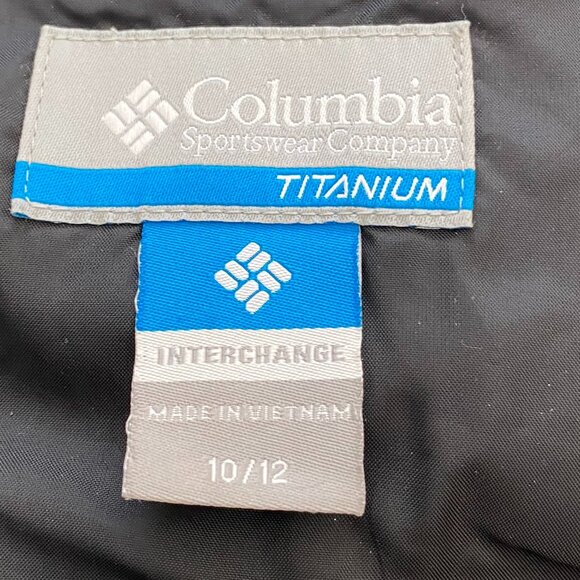 Columbia
Sportswear Company
TITANIUM
INTERCHANGE
MADE IN VIETNAM
10/12